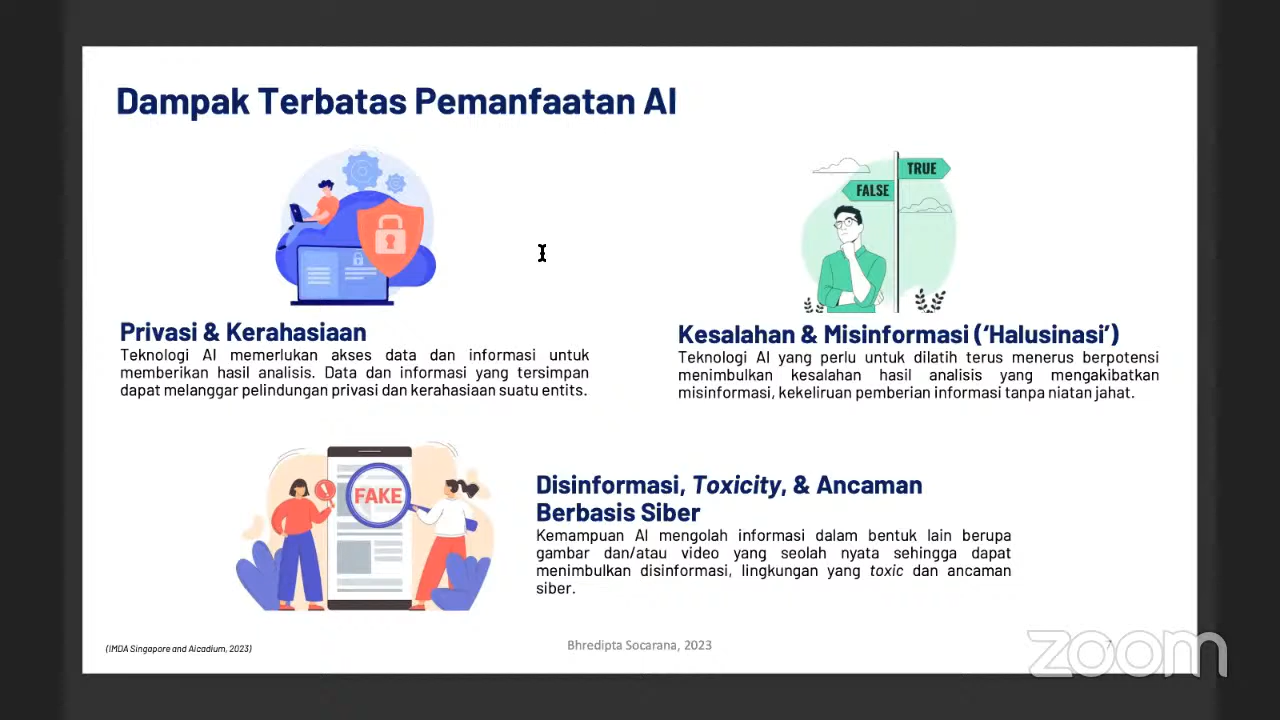 Dampak Terbatas Pemanfaatan AI
TRUE
FALSE
Privasi & Kerahasiaan
Teknologi AI memerlukan akses data dan informasi untuk
memberikan hasil analisis. Data dan informasi yang tersimpan
dapat melanggar pelindungan privasi dan kerahasiaan suatu entits.
Kesalahan & Misinformasi (‘Halusinasi’)
Teknologi AI yang perlu untuk dilatih terus menerus berpotensi
menimbulkan kesalahan hasil analisis yang mengakibatkan
misinformasi, kekeliruan pemberian informasi tanpa niatan jahat.
FAKE
Disinformasi, Toxicity, & Ancaman
Berbasis Siber
Kemampuan AI mengolah informasi dalam bentuk lain berupa
gambar dan/atau video yang seolah nyata sehingga dapat
menimbulkan disinformasi, lingkungan yang toxic dan ancaman
siber.
(IMDA Singapore and Aicadium, 2023)
Bhredipta Socarana, 2023
7
zoom